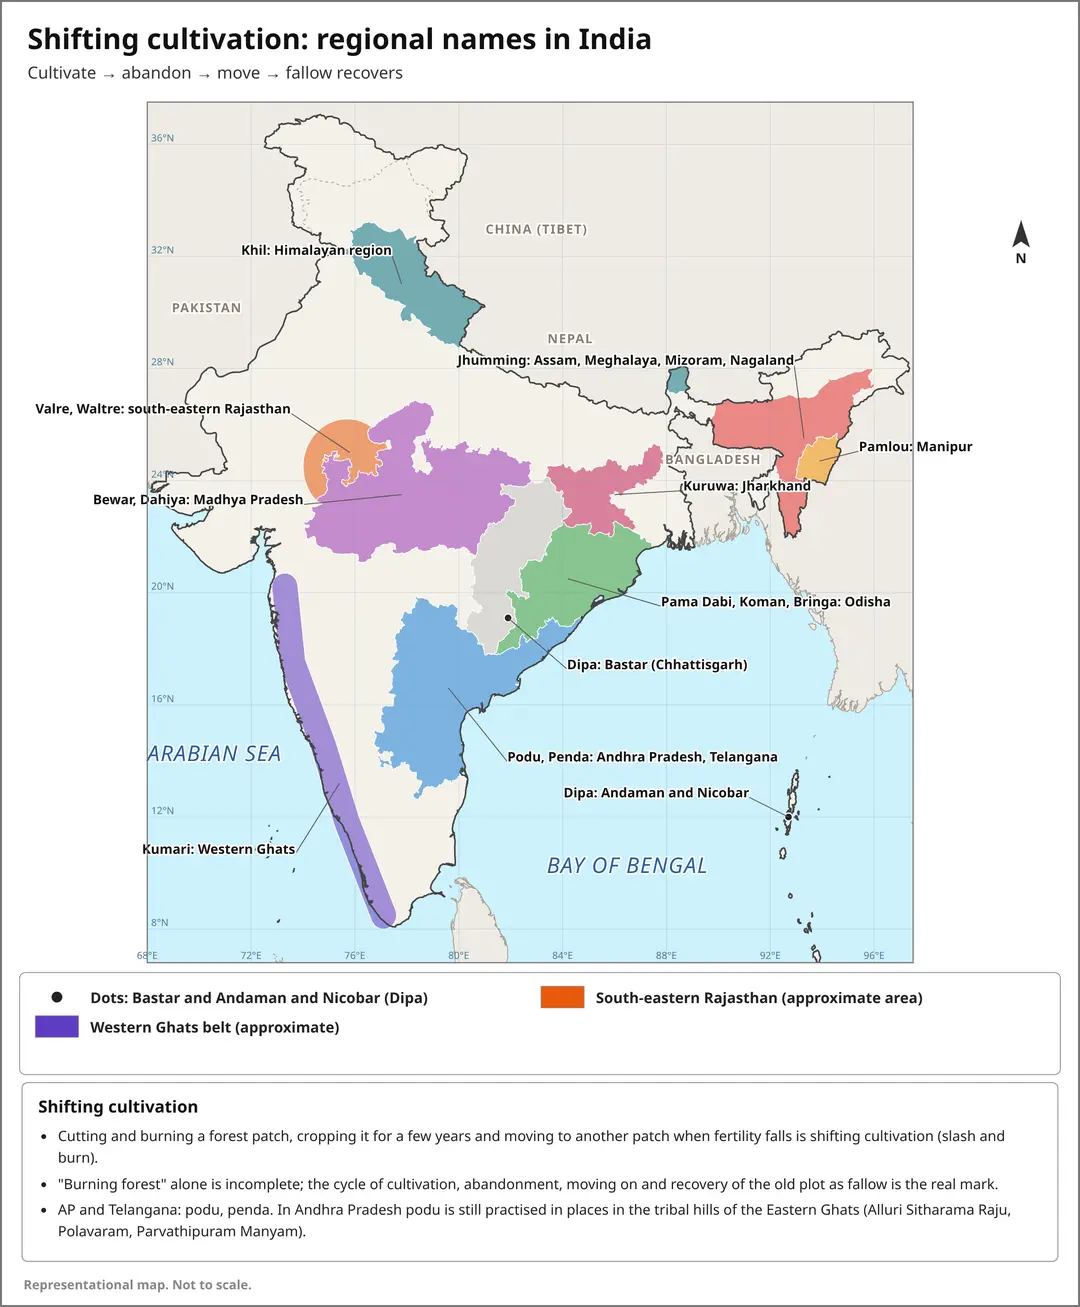 Shifting cultivation: regional names in India
Cultivate → abandon → move → fallow recovers
36°N
CHINA (TIBET)
32°N
Khil: Himalayan region
N
PAKISTAN
NEPAL
28°N
Jhumming: Assam, Meghalaya, Mizoram, Nagaland
Valre, Waltre: south-eastern Rajasthan
Pamlou: Manipur
BANGLADESH
24°N
Kuruwa: Jharkhand
Bewar, Dahiya: Madhya Pradesh
20°N
Pama Dabi, Koman, Bringa: Odisha
Dipa: Bastar (Chhattisgarh)
16°N
ARABIAN SEA
Podu, Penda: Andhra Pradesh, Telangana
Dipa: Andaman and Nicobar
12°N
Kumari: Western Ghats
BAY OF BENGAL
8°N
68°E 72°E 76°E 80°E 84°E 88°E 92°E 96°E
Dots: Bastar and Andaman and Nicobar (Dipa)
South-eastern Rajasthan (approximate area)
Western Ghats belt (approximate)
Shifting cultivation
• Cutting and burning a forest patch, cropping it for a few years and moving to another patch when fertility falls is shifting cultivation (slash and
burn).
• "Burning forest" alone is incomplete; the cycle of cultivation, abandonment, moving on and recovery of the old plot as fallow is the real mark.
• AP and Telangana: podu, penda. In Andhra Pradesh podu is still practised in places in the tribal hills of the Eastern Ghats (Alluri Sitharama Raju,
Polavaram, Parvathipuram Manyam).
Representational map. Not to scale.